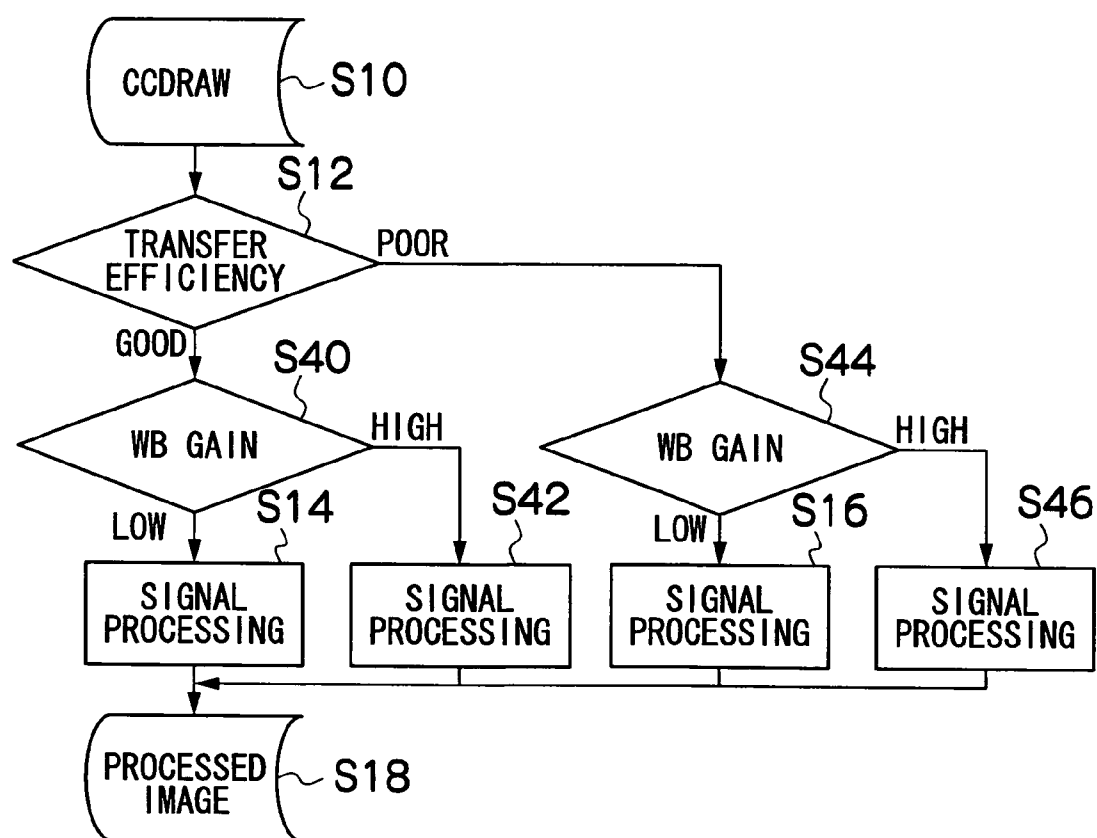 CCDRAW
S10
S12
TRANSFER
EFFICIENCY
POOR
GOOD
S40
S44
WB GAIN
HIGH
WB GAIN
HIGH
LOW
S14
S42
LOW
S16
S46
SIGNAL
PROCESSING
SIGNAL
PROCESSING
SIGNAL
PROCESSING
SIGNAL
PROCESSING
PROCESSED
IMAGE
S18